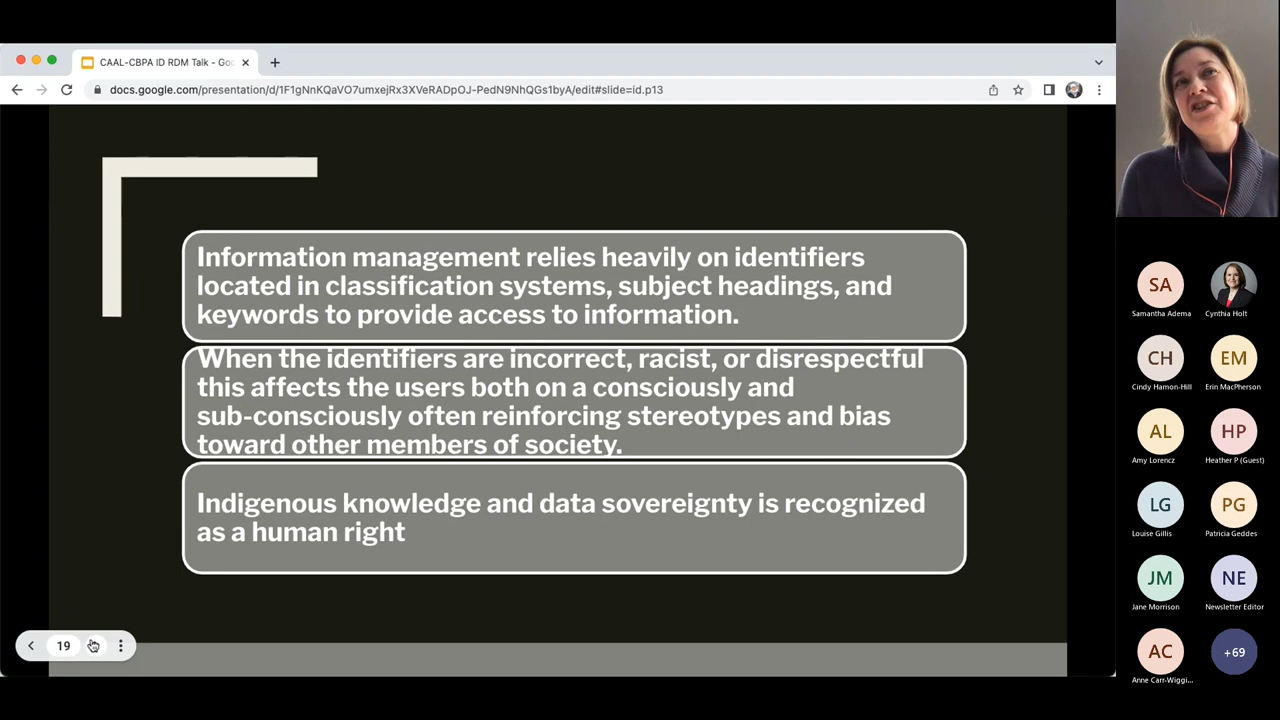 CAAL-CBPA ID RDM Talk - Goo
docs.google.com/presentation/d/1F1gNnKQaVO7umxejRx3XVeRADpOJ-PedN9NhQGs1byA/edit#slide=id.p13
Information management relies heavily on identifiers
located in classification systems, subject headings, and
keywords to provide access to information.
When the identifiers are incorrect, racist, or disrespectful
this affects the users both on a consciously and
sub-consciously often reinforcing stereotypes and bias
toward other members of society.
Indigenous knowledge and data sovereignty is recognized
as a human right
19
SA
Samantha Adema
Cynthia Holt
CH
Cindy Hamon-Hill
EM
Erin MacPherson
AL
Amy Lorencz
HP
Heather P (Guest)
LG
Louise Gillis
PG
Patricia Geddes
JM
Jane Morrison
NE
Newsletter Editor
AC
Anne Carr-Wiggi...
+69